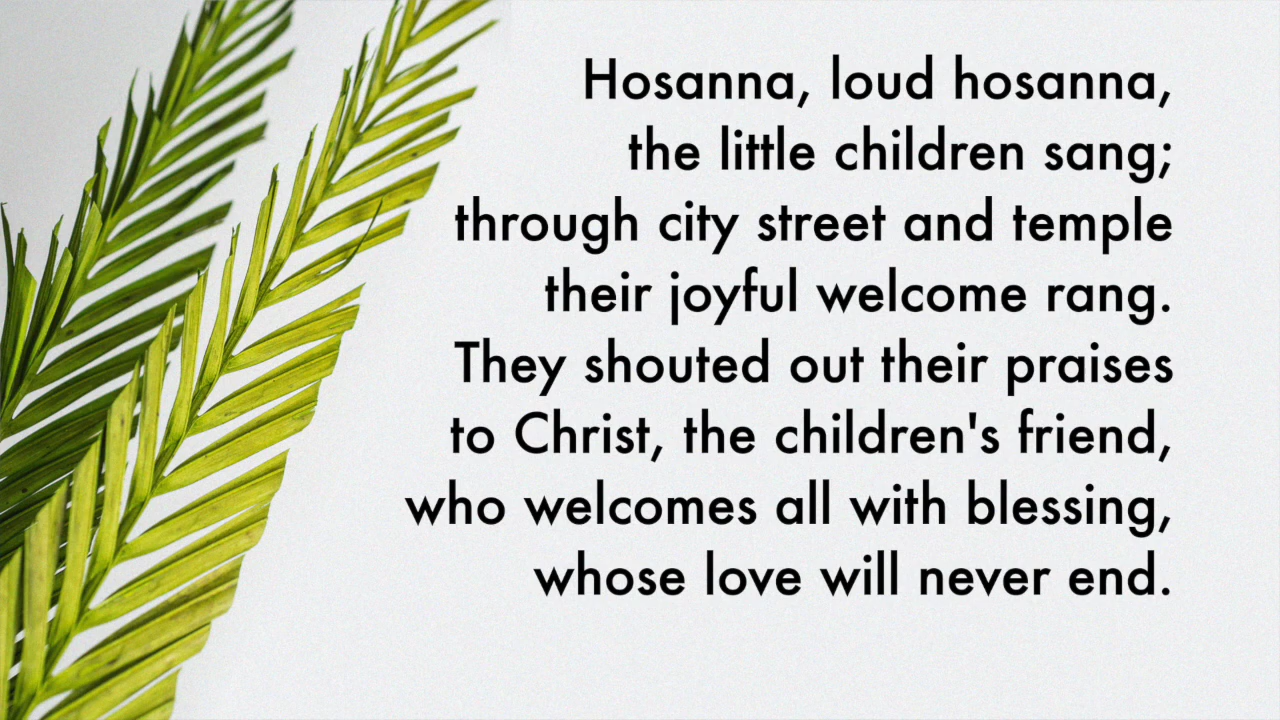 Hosanna, loud hosanna,
the little children sang;
through city street and temple
their joyful welcome rang.
They shouted out their praises
to Christ, the children's friend,
who welcomes all with blessing,
whose love will never end.